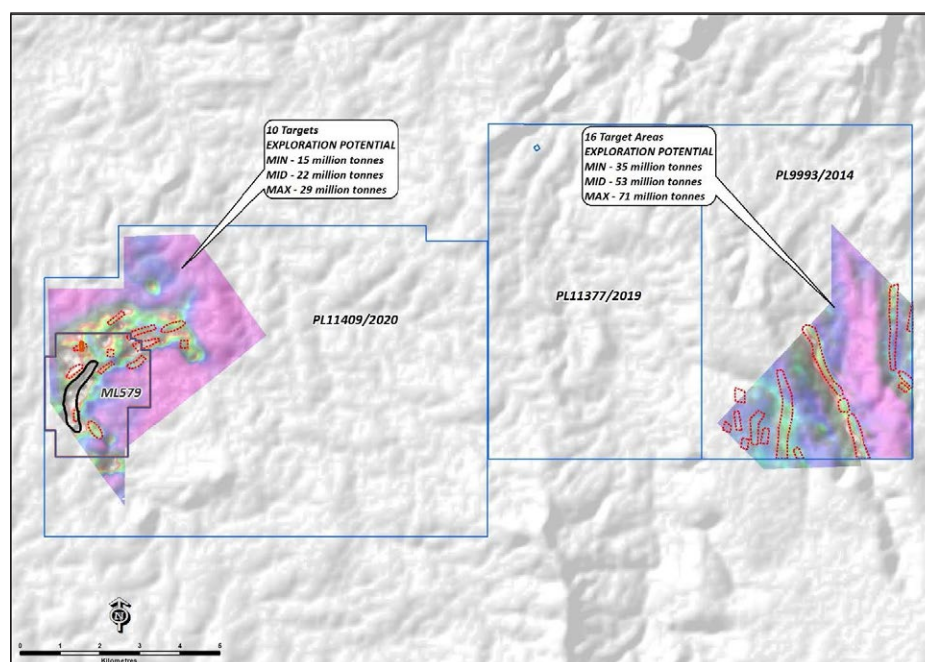 10 Targets
EXPLORATION POTENTIAL
MIN - 15 million tonnes
MID - 22 million tonnes
MAX - 29 million tonnes
16 Target Areas
EXPLORATION POTENTIAL
MIN - 35 million tonnes
MID - 53 million tonnes
MAX - 71 million tonnes
PL9993/2014
PL11377/2019
PL11409/2020
ML579
N
0 1 2 3 4 5
Kilometres